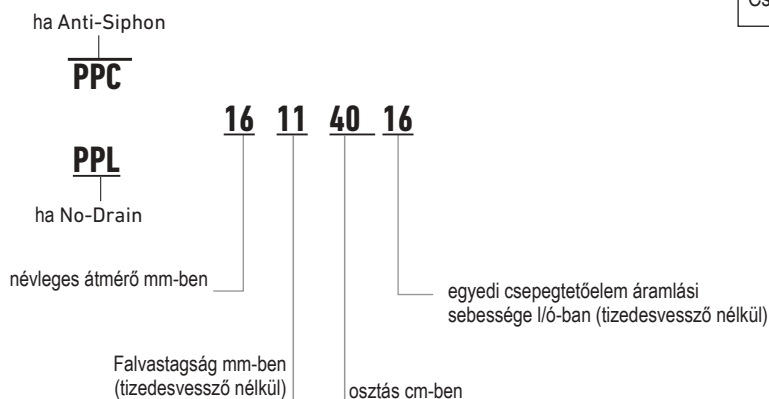 ha Anti-Siphon
PPC
16 11 40 16
PPL
ha No-Drain
névleges átmérő mm-ben
egyedi csepegtetőelem áramlási
sebessége l/ó-ban (tizedesvessző nélkül)
Falvastagság mm-ben
(tizedesvessző nélkül)
osztás cm-ben